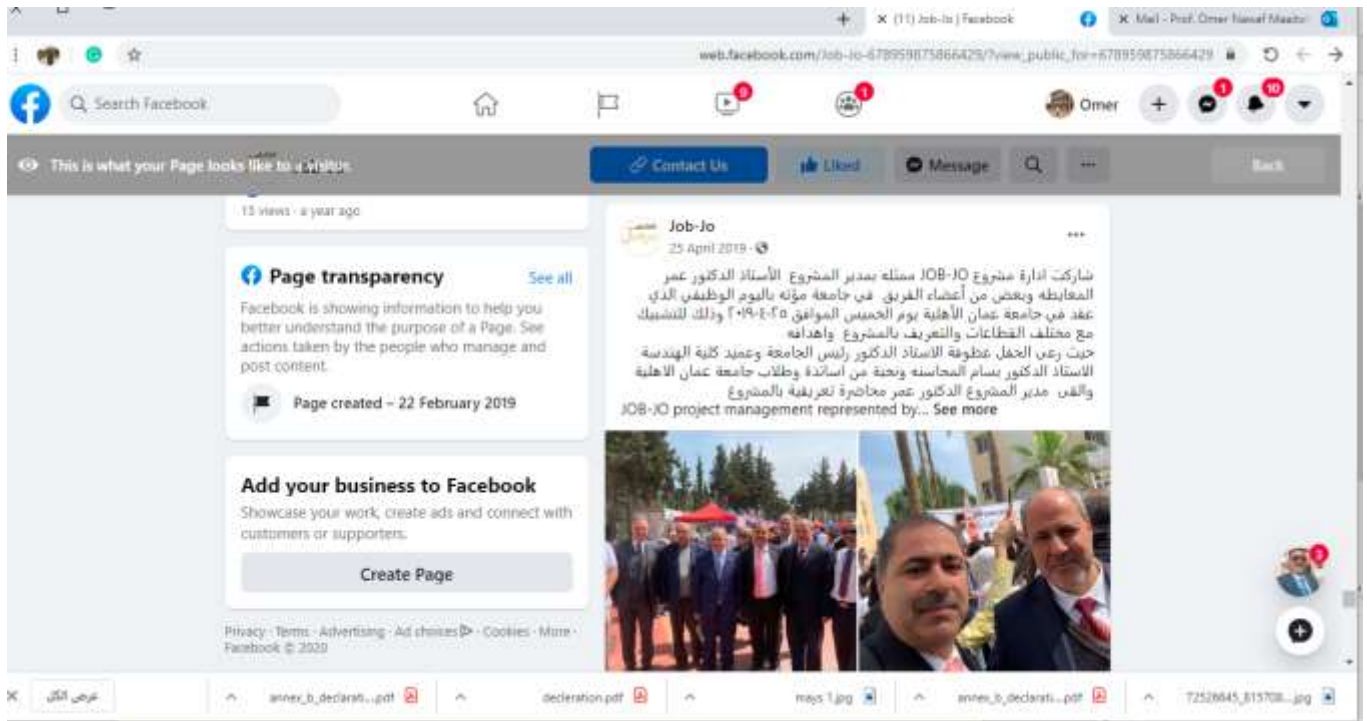 (11) Job-Jo | Facebook
Mail - Prof. Omer Nawaf Maaita
web.facebook.com/Job-Jo-678959875866429/?view_public_for=678959875866429
Search Facebook
9
1
Omer
1
10
This is what your Page looks like to a visitor.
Contact Us
Liked
Message
Back
15 views · a year ago
Page transparency
See all
Facebook is showing information to help you
better understand the purpose of a Page. See
actions taken by the people who manage and
post content.
Page created – 22 February 2019
Add your business to Facebook
Showcase your work, create ads and connect with
customers or supporters.
Create Page
Privacy · Terms · Advertising · Ad choices · Cookies · More ·
Facebook © 2020
Job-Jo
25 April 2019
شاركت ادارة مشروع JOB-JO ممثله بمدير المشروع الأستاذ الدكتور عمر
المعايطه وبعض من أعضاء الفريق في جامعة مؤته باليوم الوظيفي الذي
عقد في جامعة عمان الأهلية يوم الخميس الموافق ٢٥-٤-٢٠١٩ وذلك للتشبيك
مع مختلف القطاعات والتعريف بالمشروع واهدافه
حيث رعى الحفل عطوفة الاستاذ الدكتور رئيس الجامعة وعميد كلية الهندسة
الاستاذ الدكتور بسام المحاسنه ونخبة من اساتذة وطلاب جامعة عمان الاهلية
والقى مدير المشروع الدكتور عمر محاضرة تعريفية بالمشروع
JOB-JO project management represented by... See more
3
عرض الكل
annex_b_declarati....pdf
decleration.pdf
mays 1.jpg
annex_b_declarati....pdf
72526645_815708....jpg